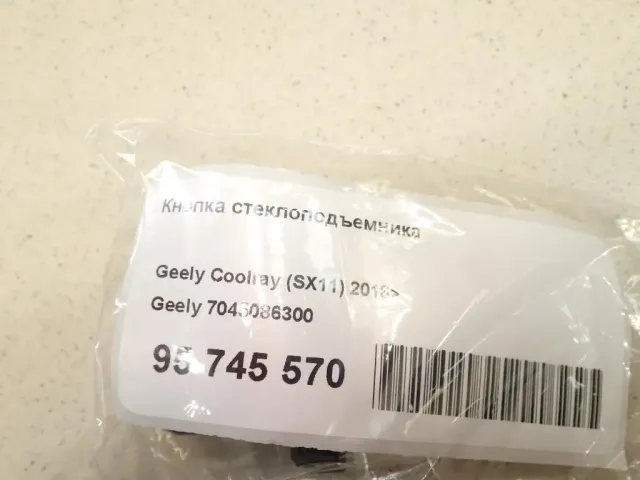 Кнопка стеклоподъемника
Geely Coolray (SX11) 2018>
Geely 7045086300
95 745 570